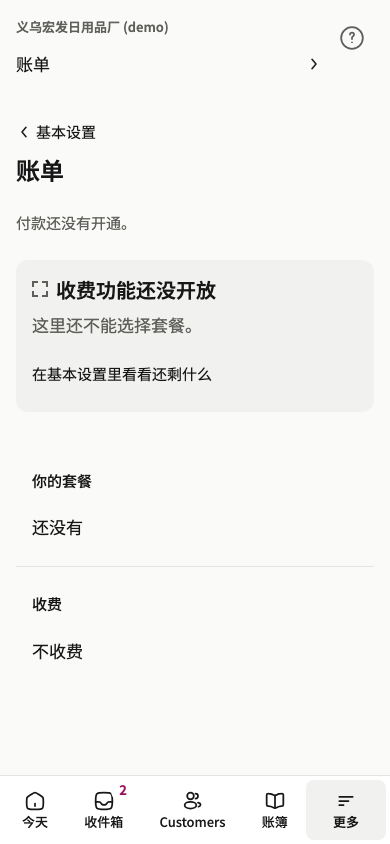 义乌宏发日用品厂 (demo)
账单
基本设置
账单
付款还没有开通。
收费功能还没开放
这里还不能选择套餐。
在基本设置里看看还剩什么
你的套餐
还没有
收费
不收费
2
今天
收件箱
Customers
账簿
更多